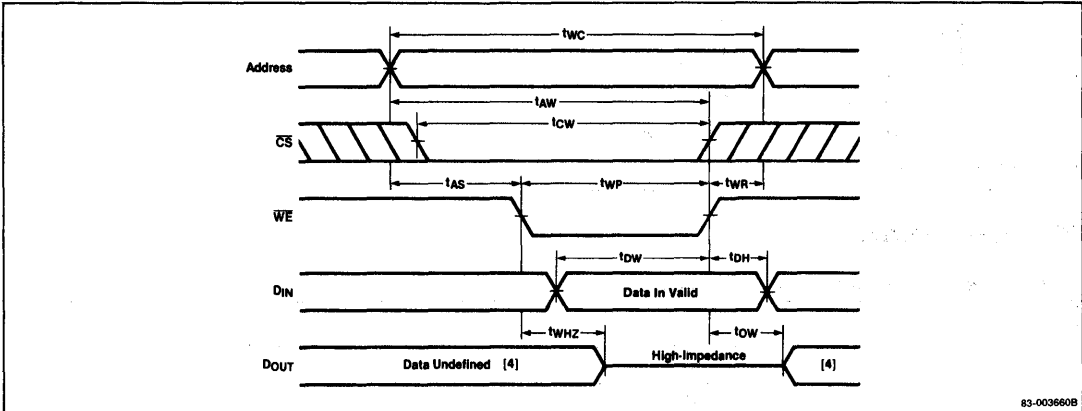 tWC
Address
tAW
tCW
CS
tAS tWP tWR
WE
tDW tDH
DIN Data In Valid
tWHZ tOW
DOUT Data Undefined [4] High-Impedance [4]
83-003660B